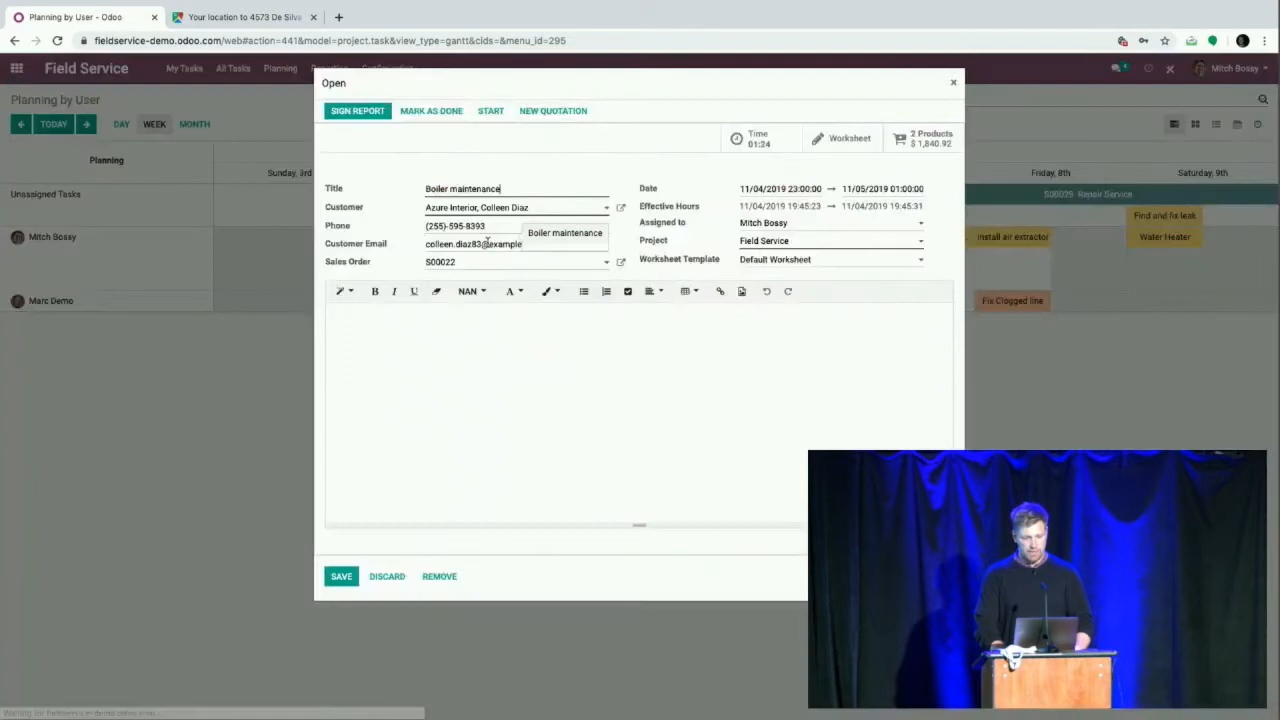 Planning by User - Odoo
Your location to 4573 De Silva
fieldservice-demo.odoo.com/web#action=441&model=project.task&view_type=gantt&cids=&menu_id=295
Field Service
My Tasks
All Tasks
Planning
4
Mitch Bossy
Open
Planning by User
SIGN REPORT
MARK AS DONE
START
NEW QUOTATION
TODAY
DAY
WEEK
MONTH
Time
01:24
Worksheet
2 Products
$ 1,840.92
Planning
Sunday, 3rd
Friday, 8th
Saturday, 9th
Unassigned Tasks
S00029 Repair Service
Title
Boiler maintenance
Date
11/04/2019 23:00:00 → 11/05/2019 01:00:00
Customer
Azure Interior, Colleen Diaz
Effective Hours
11/04/2019 19:45:23 → 11/04/2019 19:45:31
Find and fix leak
Phone
(255)-595-8393
Boiler maintenance
Assigned to
Mitch Bossy
Mitch Bossy
Install air extractor
Water Heater
Customer Email
colleen.diaz83@example
Project
Field Service
Sales Order
S00022
Worksheet Template
Default Worksheet
B I U
NAN
A
Marc Demo
Fix Clogged line
SAVE
DISCARD
REMOVE